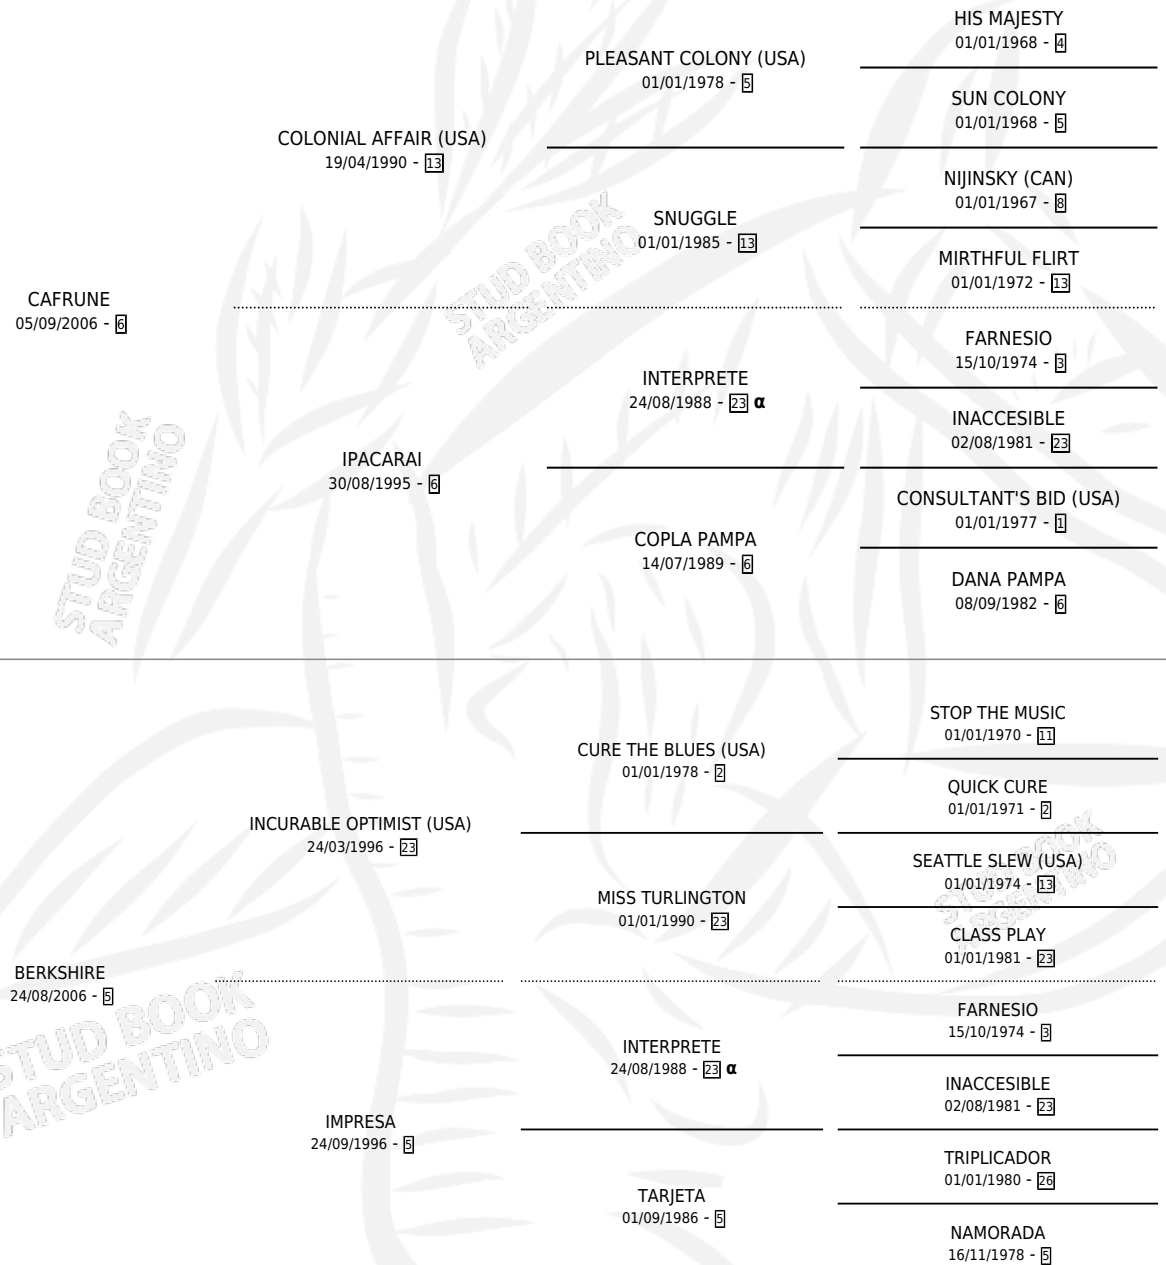 HIS MAJESTY
01/01/1968 - 4
PLEASANT COLONY (USA)
01/01/1978 - 5
SUN COLONY
01/01/1968 - 5
COLONIAL AFFAIR (USA)
19/04/1990 - 13
NIJINSKY (CAN)
01/01/1967 - 8
SNUGGLE
01/01/1985 - 13
MIRTHFUL FLIRT
01/01/1972 - 13
CAFRUNE
05/09/2006 - 6
FARNESIO
15/10/1974 - 3
INTERPRETE
24/08/1988 - 23 α
INACCESIBLE
02/08/1981 - 23
IPACARAI
30/08/1995 - 6
CONSULTANT'S BID (USA)
01/01/1977 - 1
COPLA PAMPA
14/07/1989 - 6
DANA PAMPA
08/09/1982 - 6
STUD BOOK
ARGENTINO
STUD BOOK
ARGENTINO
STOP THE MUSIC
01/01/1970 - 11
CURE THE BLUES (USA)
01/01/1978 - 2
QUICK CURE
01/01/1971 - 2
INCURABLE OPTIMIST (USA)
24/03/1996 - 23
SEATTLE SLEW (USA)
01/01/1974 - 13
MISS TURLINGTON
01/01/1990 - 23
CLASS PLAY
01/01/1981 - 23
BERKSHIRE
24/08/2006 - 5
FARNESIO
15/10/1974 - 3
INTERPRETE
24/08/1988 - 23 α
INACCESIBLE
02/08/1981 - 23
IMPRESA
24/09/1996 - 5
TRIPLICADOR
01/01/1980 - 26
TARJETA
01/09/1986 - 5
NAMORADA
16/11/1978 - 5
STUD BOOK
ARGENTINO
STUD BOOK
ARGENTINO